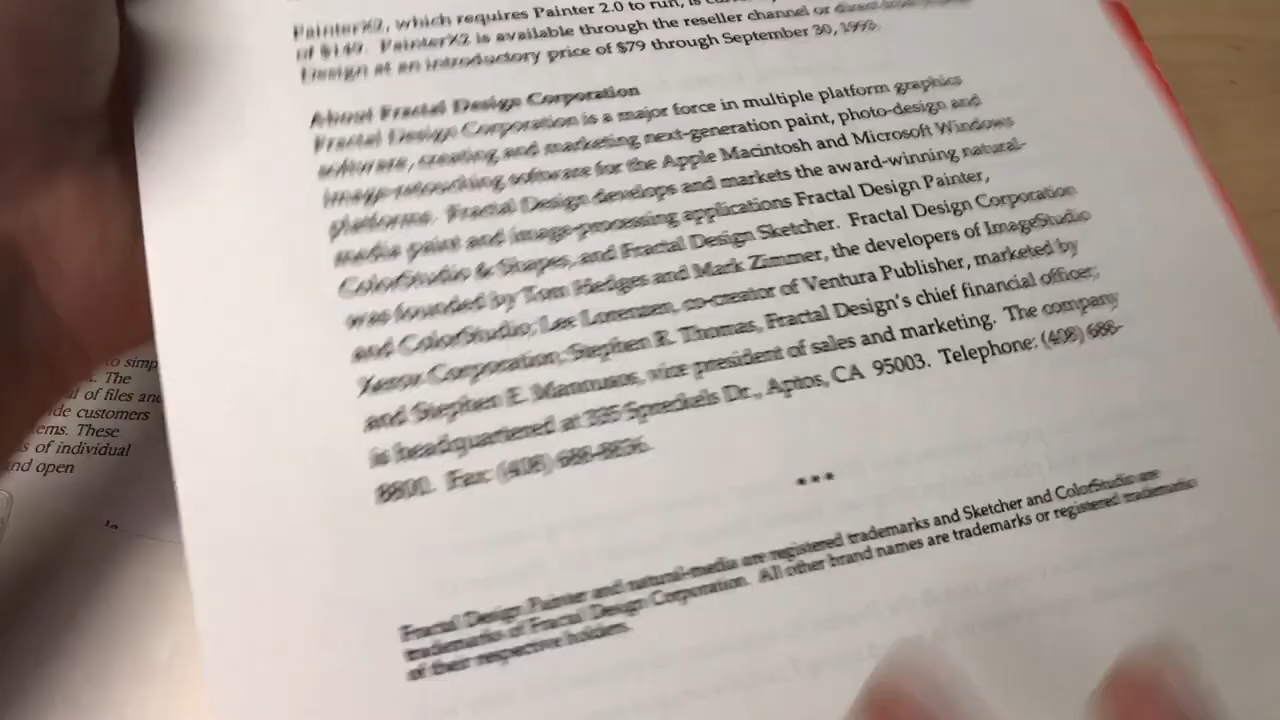 PainterX2, which requires Painter 2.0 to run, is
of $149. PainterX2 is available through the reseller channel or
Design at an introductory price of $79 through September 30, 1993.
About Fractal Design Corporation
Fractal Design Corporation is a major force in multiple platform graphics
software, creating and marketing next-generation paint, photo-design and
image-retouching software for the Apple Macintosh and Microsoft Windows
platforms. Fractal Design develops and markets the award-winning natural-
media paint and image-processing applications Fractal Design Painter,
ColorStudio & Shapes, and Fractal Design Sketcher. Fractal Design Corporation
was founded by Tom Hedges and Mark Zimmer, the developers of ImageStudio
and ColorStudio; Lee Lorenzen, co-creator of Ventura Publisher, marketed by
Xerox Corporation; Stephen R. Thomas, Fractal Design's chief financial officer;
and Stephen E. Manousos, vice president of sales and marketing. The company
is headquartered at 335 Spreckels Dr., Aptos, CA 95003. Telephone: (408) 688-
8800. Fax: (408) 688-8836.
***
Fractal Design Painter and natural-media are registered trademarks and Sketcher and ColorStudio are
trademarks of Fractal Design Corporation. All other brand names are trademarks or registered trademarks
of their respective holders.
to simp
The
of files and
customers
These
of individual
and open